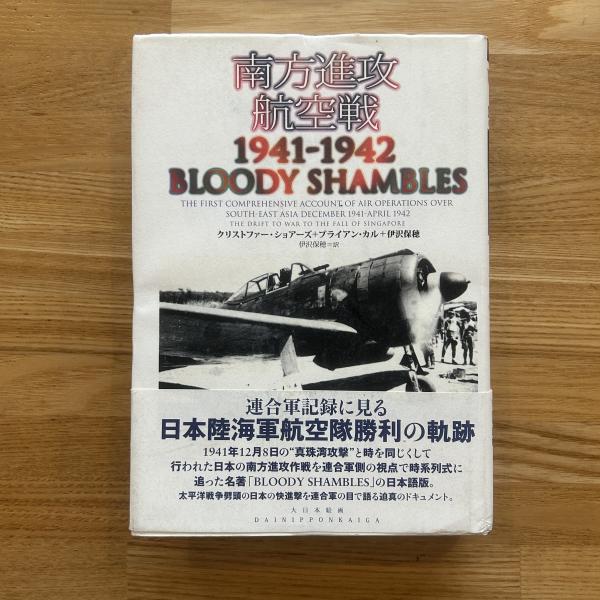 南方進攻
航空戦
1941-1942
BLOODY SHAMBLES
THE FIRST COMPREHENSIVE ACCOUNT OF AIR OPERATIONS OVER
SOUTH-EAST ASIA DECEMBER 1941-APRIL 1942
THE DRIFT TO WAR TO THE FALL OF SINGAPORE
クリストファー・ショアーズ+ブライアン・カル+伊沢保穂
伊沢保穂=訳
連合軍記録に見る
日本陸海軍航空隊勝利の軌跡
1941年12月8日の“真珠湾攻撃”と時を同じくして
行われた日本の南方進攻作戦を連合軍側の視点で時系列式に
追った名著「BLOODY SHAMBLES」の日本語版。
太平洋戦争劈頭の日本の快進撃を連合軍の目で語る迫真のドキュメント。
大日本絵画
DAINIPPONKAIGA